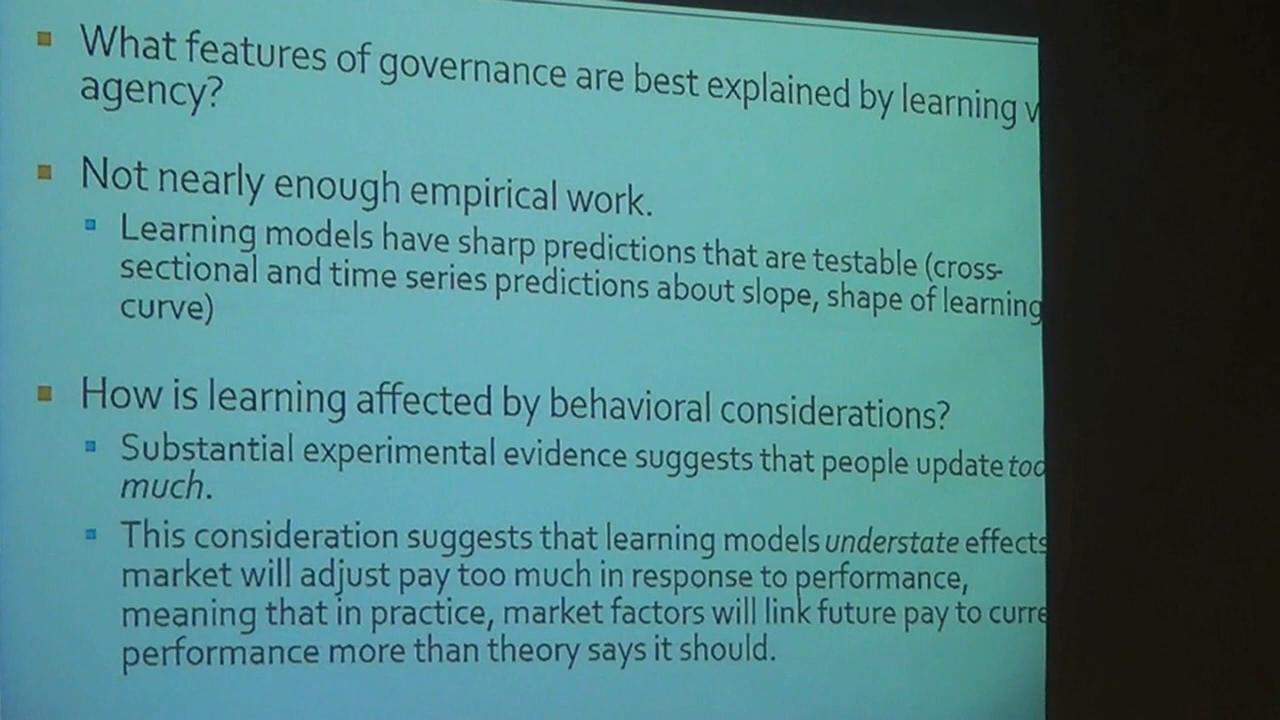 What features of governance are best explained by learning
agency?
Not nearly enough empirical work.
Learning models have sharp predictions that are testable (cross-
sectional and time series predictions about slope, shape of learning
curve)
How is learning affected by behavioral considerations?
Substantial experimental evidence suggests that people update too
much.
This consideration suggests that learning models understate effects
market will adjust pay too much in response to performance,
meaning that in practice, market factors will link future pay to
performance more than theory says it should.